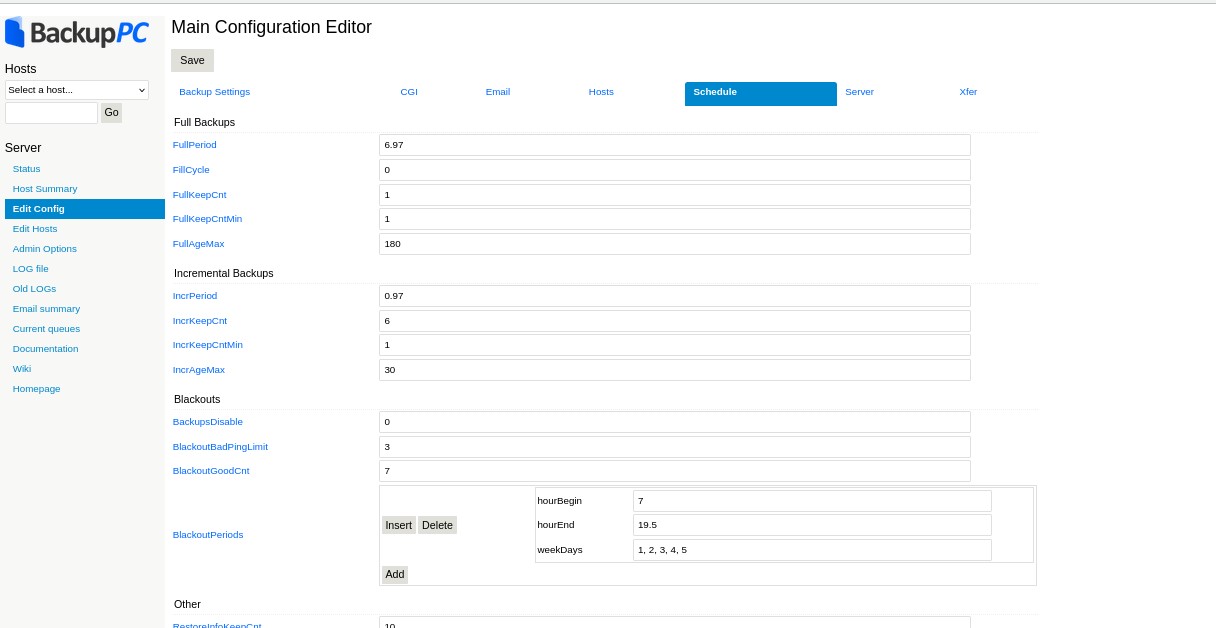 BackupPC
Hosts
Select a host...
Go
Server
Status
Host Summary
Edit Config
Edit Hosts
Admin Options
LOG file
Old LOGs
Email summary
Current queues
Documentation
Wiki
Homepage
Main Configuration Editor
Save
Backup Settings CGI Email Hosts Schedule Server Xfer
Full Backups
FullPeriod 6.97
FillCycle 0
FullKeepCnt 1
FullKeepCntMin 1
FullAgeMax 180
Incremental Backups
IncrPeriod 0.97
IncrKeepCnt 6
IncrKeepCntMin 1
IncrAgeMax 30
Blackouts
BackupsDisable 0
BlackoutBadPingLimit 3
BlackoutGoodCnt 7
BlackoutPeriods
Insert Delete
hourBegin 7
hourEnd 19.5
weekDays 1, 2, 3, 4, 5
Add
Other
RestoreInfoKeepCnt 10